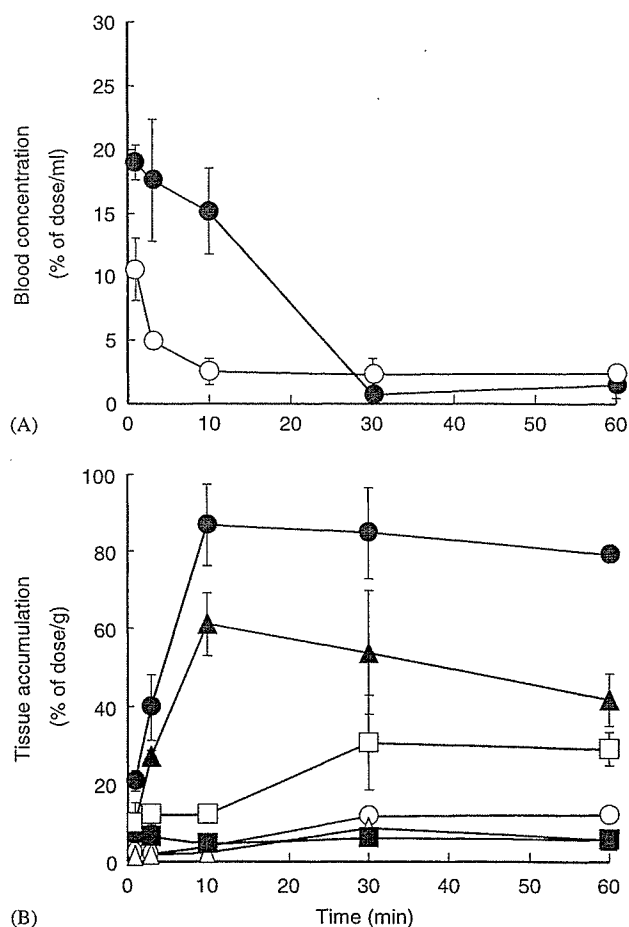 30
25
20
15
10
5
0
Blood concentration
(% of dose/ml)
0 10 20 30 40 50 60
(A)
100
80
60
40
20
0
Tissue accumulation
(% of dose/g)
0 10 20 30 40 50 60
Time (min)
(B)